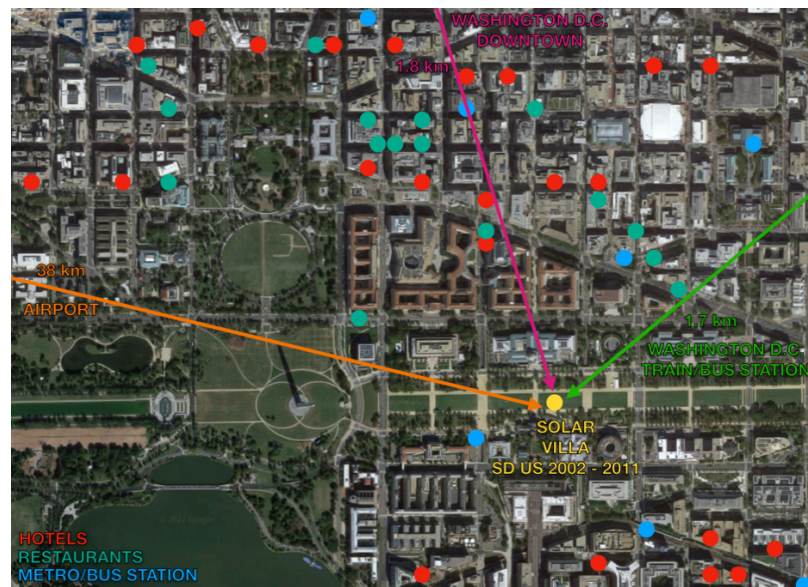 WASHINGTON D.C.
DOWNTOWN
1.8 km
38 km
AIRPORT
1.7 km
WASHINGTON D.C.
TRAIN/BUS STATION
SOLAR
VILLA
SD US 2002 - 2011
HOTELS
RESTAURANTS
METRO/BUS STATION